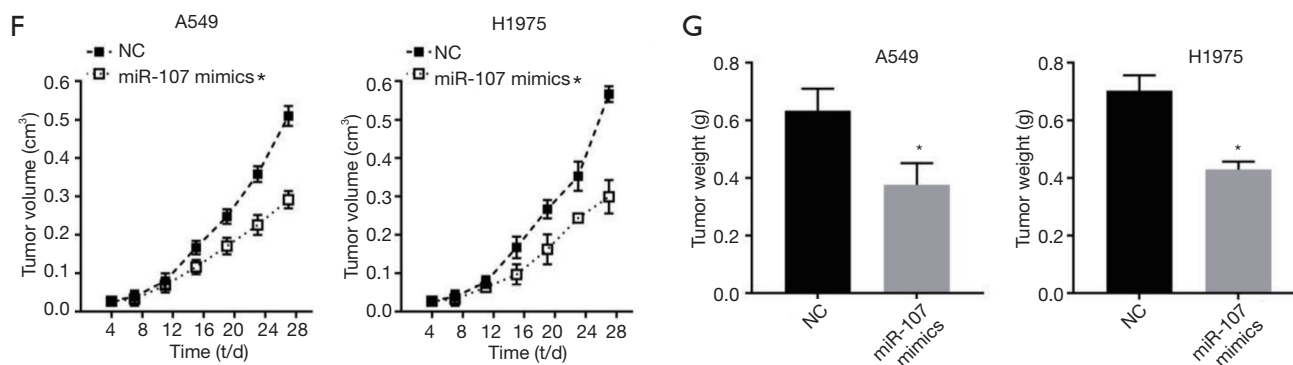 F
A549
NC
miR-107 mimics*
Tumor volume (cm³)
0.6
0.5
0.4
0.3
0.2
0.1
0.0
4 8 12 16 20 24 28
Time (t/d)
H1975
NC
miR-107 mimics*
Tumor volume (cm³)
0.6
0.5
0.4
0.3
0.2
0.1
0.0
4 8 12 16 20 24 28
Time (t/d)
G
A549
Tumor weight (g)
0.8
0.6
0.4
0.2
0.0
*
NC
miR-107
mimics
H1975
Tumor weight (g)
0.8
0.6
0.4
0.2
0.0
*
NC
miR-107
mimics